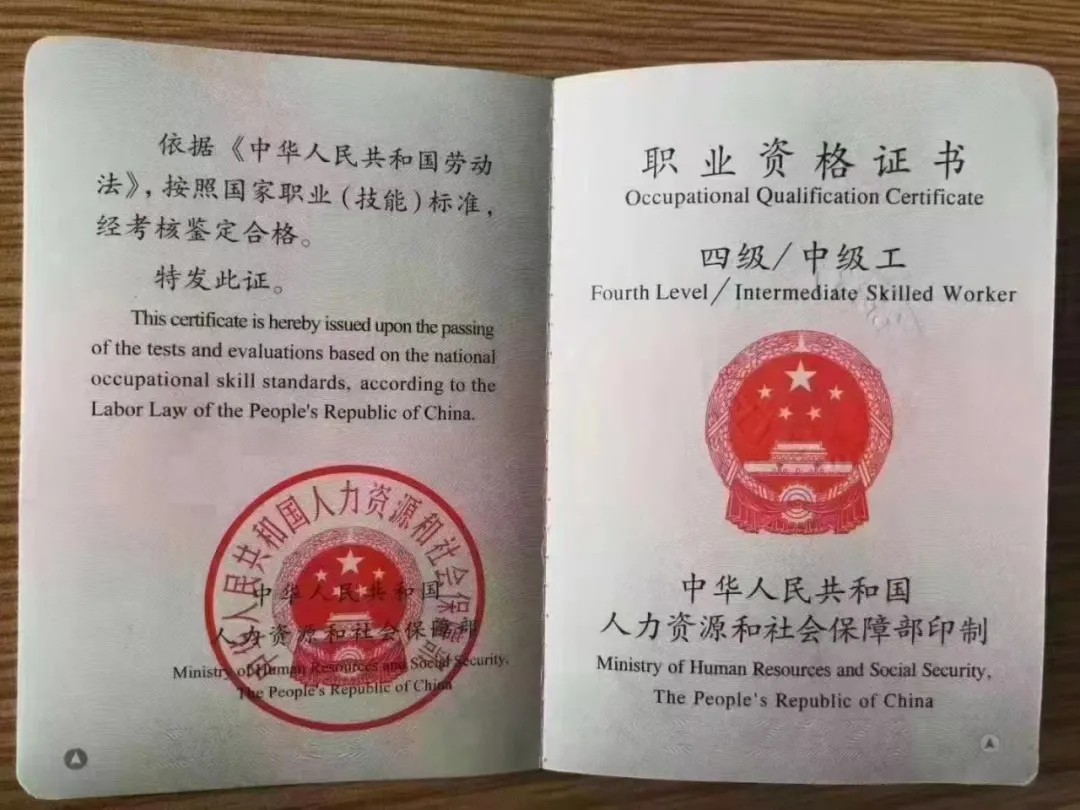 依据《中华人民共和国劳动
法》，按照国家职业(技能)标准，
经考核鉴定合格。
特发此证。
This certificate is hereby issued upon the passing
of the tests and evaluations based on the national
occupational skill standards, according to the
Labor Law of the People's Republic of China.
中华人民共和国人力资源和社会保障部
中华人民共和国
人力资源和社会保障部
Ministry of Human Resources and Social Security,
The People's Republic of China
职业资格证书
Occupational Qualification Certificate
四级/中级工
Fourth Level/Intermediate Skilled Worker
中华人民共和国
人力资源和社会保障部印制
Ministry of Human Resources and Social Security,
The People's Republic of China